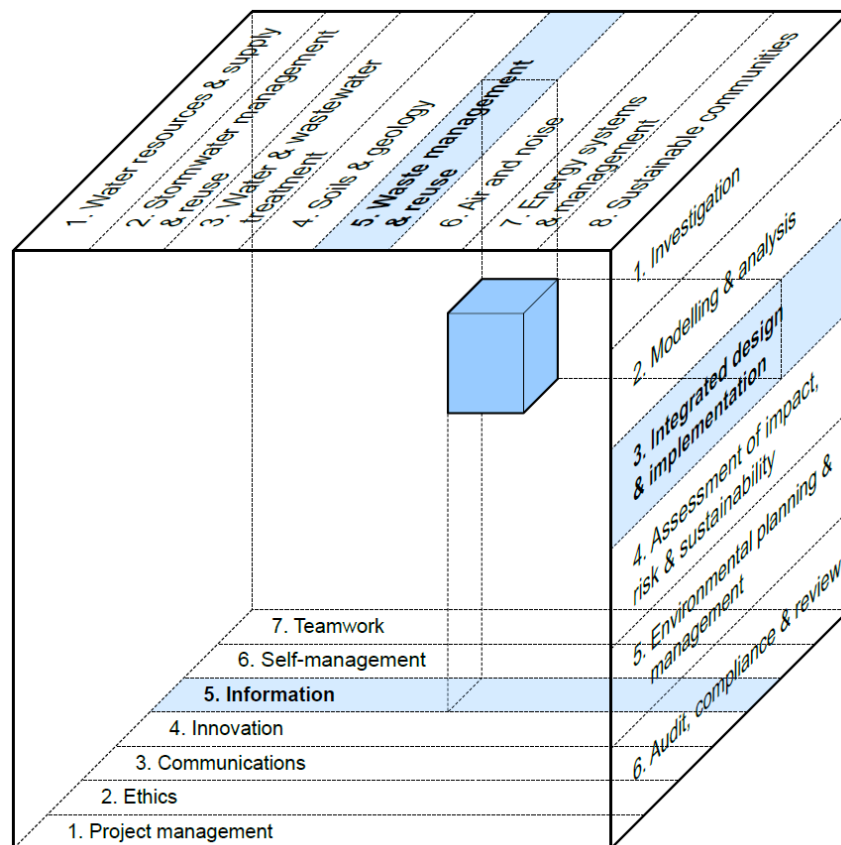 1. Water resources & supply
2. Stormwater management
& reuse
3. Water & wastewater
treatment
4. Soils & geology
5. Waste management
& reuse
6. Air and noise
7. Energy systems
& management
8. Sustainable communities
1. Investigation
2. Modelling & analysis
3. Integrated design
& implementation
4. Assessment of impact,
risk & sustainability
5. Environmental planning &
management
6. Audit, compliance & review
7. Teamwork
6. Self-management
5. Information
4. Innovation
3. Communications
2. Ethics
1. Project management